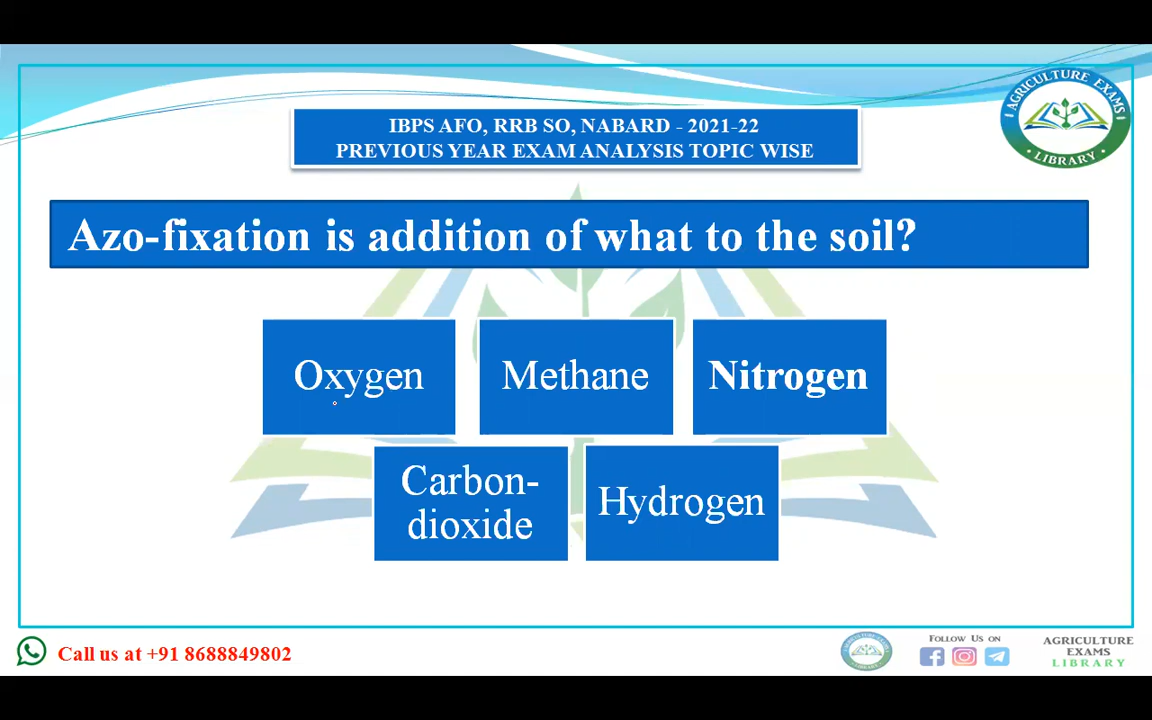 IBPS AFO, RRB SO, NABARD - 2021-22
PREVIOUS YEAR EXAM ANALYSIS TOPIC WISE
· AGRICULTURE EXAMS ·
· LIBRARY ·
Azo-fixation is addition of what to the soil?
Oxygen
Methane
Nitrogen
Carbon-
dioxide
Hydrogen
Call us at +91 8688849802
FOLLOW US ON
AGRICULTURE
EXAMS
LIBRARY